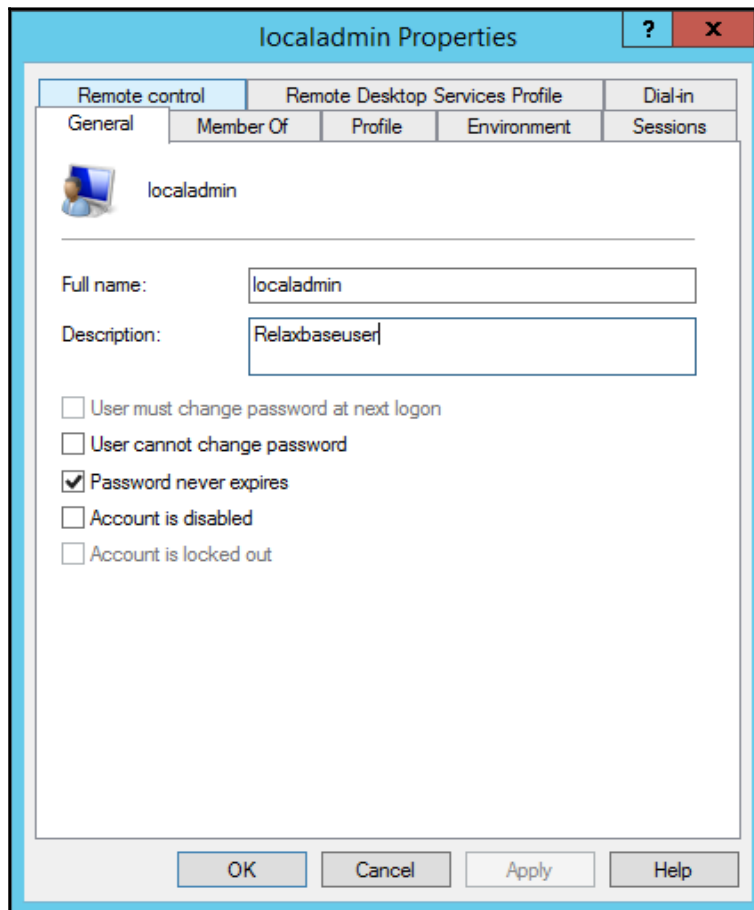 localadmin Properties
? x
Remote control Remote Desktop Services Profile Dial-in
General Member Of Profile Environment Sessions
localadmin
Full name: localadmin
Description: Relaxbaseuser
User must change password at next logon
User cannot change password
Password never expires
Account is disabled
Account is locked out
OK Cancel Apply Help